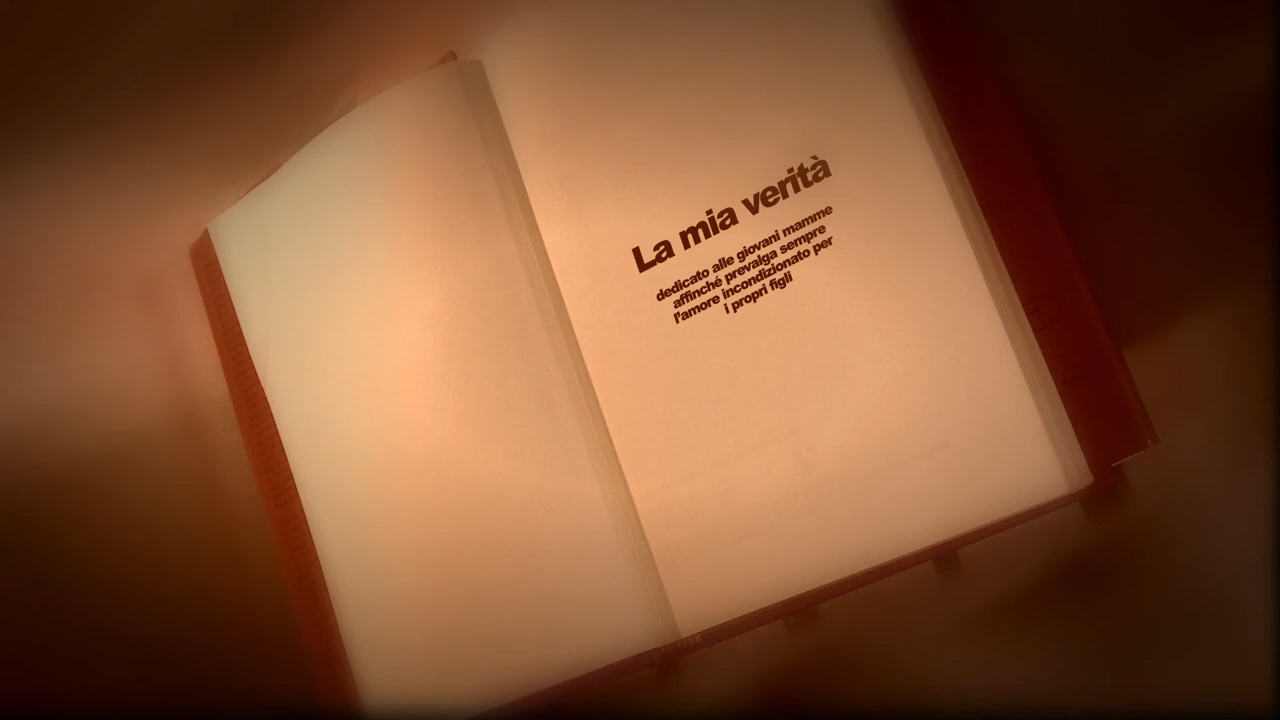 La mia verità
dedicato alle giovani mamme
affinché prevalga sempre
l'amore incondizionato per
i propri figli